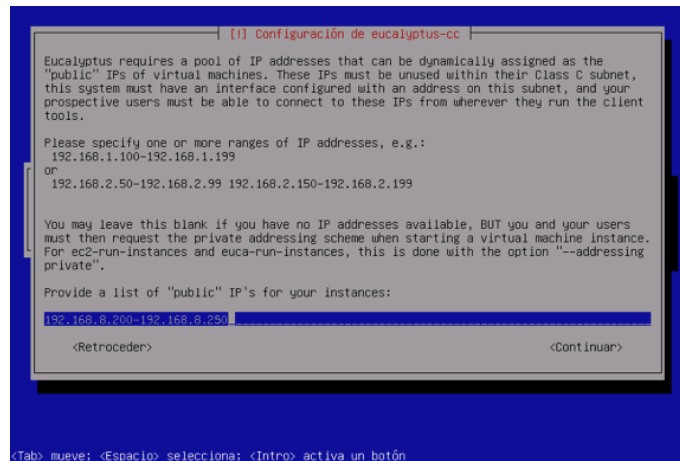 [!] Configuración de eucalyptus-cc
Eucalyptus requires a pool of IP addresses that can be dynamically assigned as the
"public" IPs of virtual machines. These IPs must be unused within their Class C subnet,
this system must have an interface configured with an address on this subnet, and your
prospective users must be able to connect to these IPs from wherever they run the client
tools.
Please specify one or more ranges of IP addresses, e.g.:
192.168.1.100-192.168.1.199
or
192.168.2.50-192.168.2.99 192.168.2.150-192.168.2.199
You may leave this blank if you have no IP addresses available, BUT you and your users
must then request the private addressing scheme when starting a virtual machine instance.
For ec2-run-instances and euca-run-instances, this is done with the option "--addressing
private".
Provide a list of "public" IP's for your instances:
192.168.8.200-192.168.8.250
<Retroceder> <Continuar>
<Tab> mueve; <Espacio> selecciona; <Intro> activa un botón